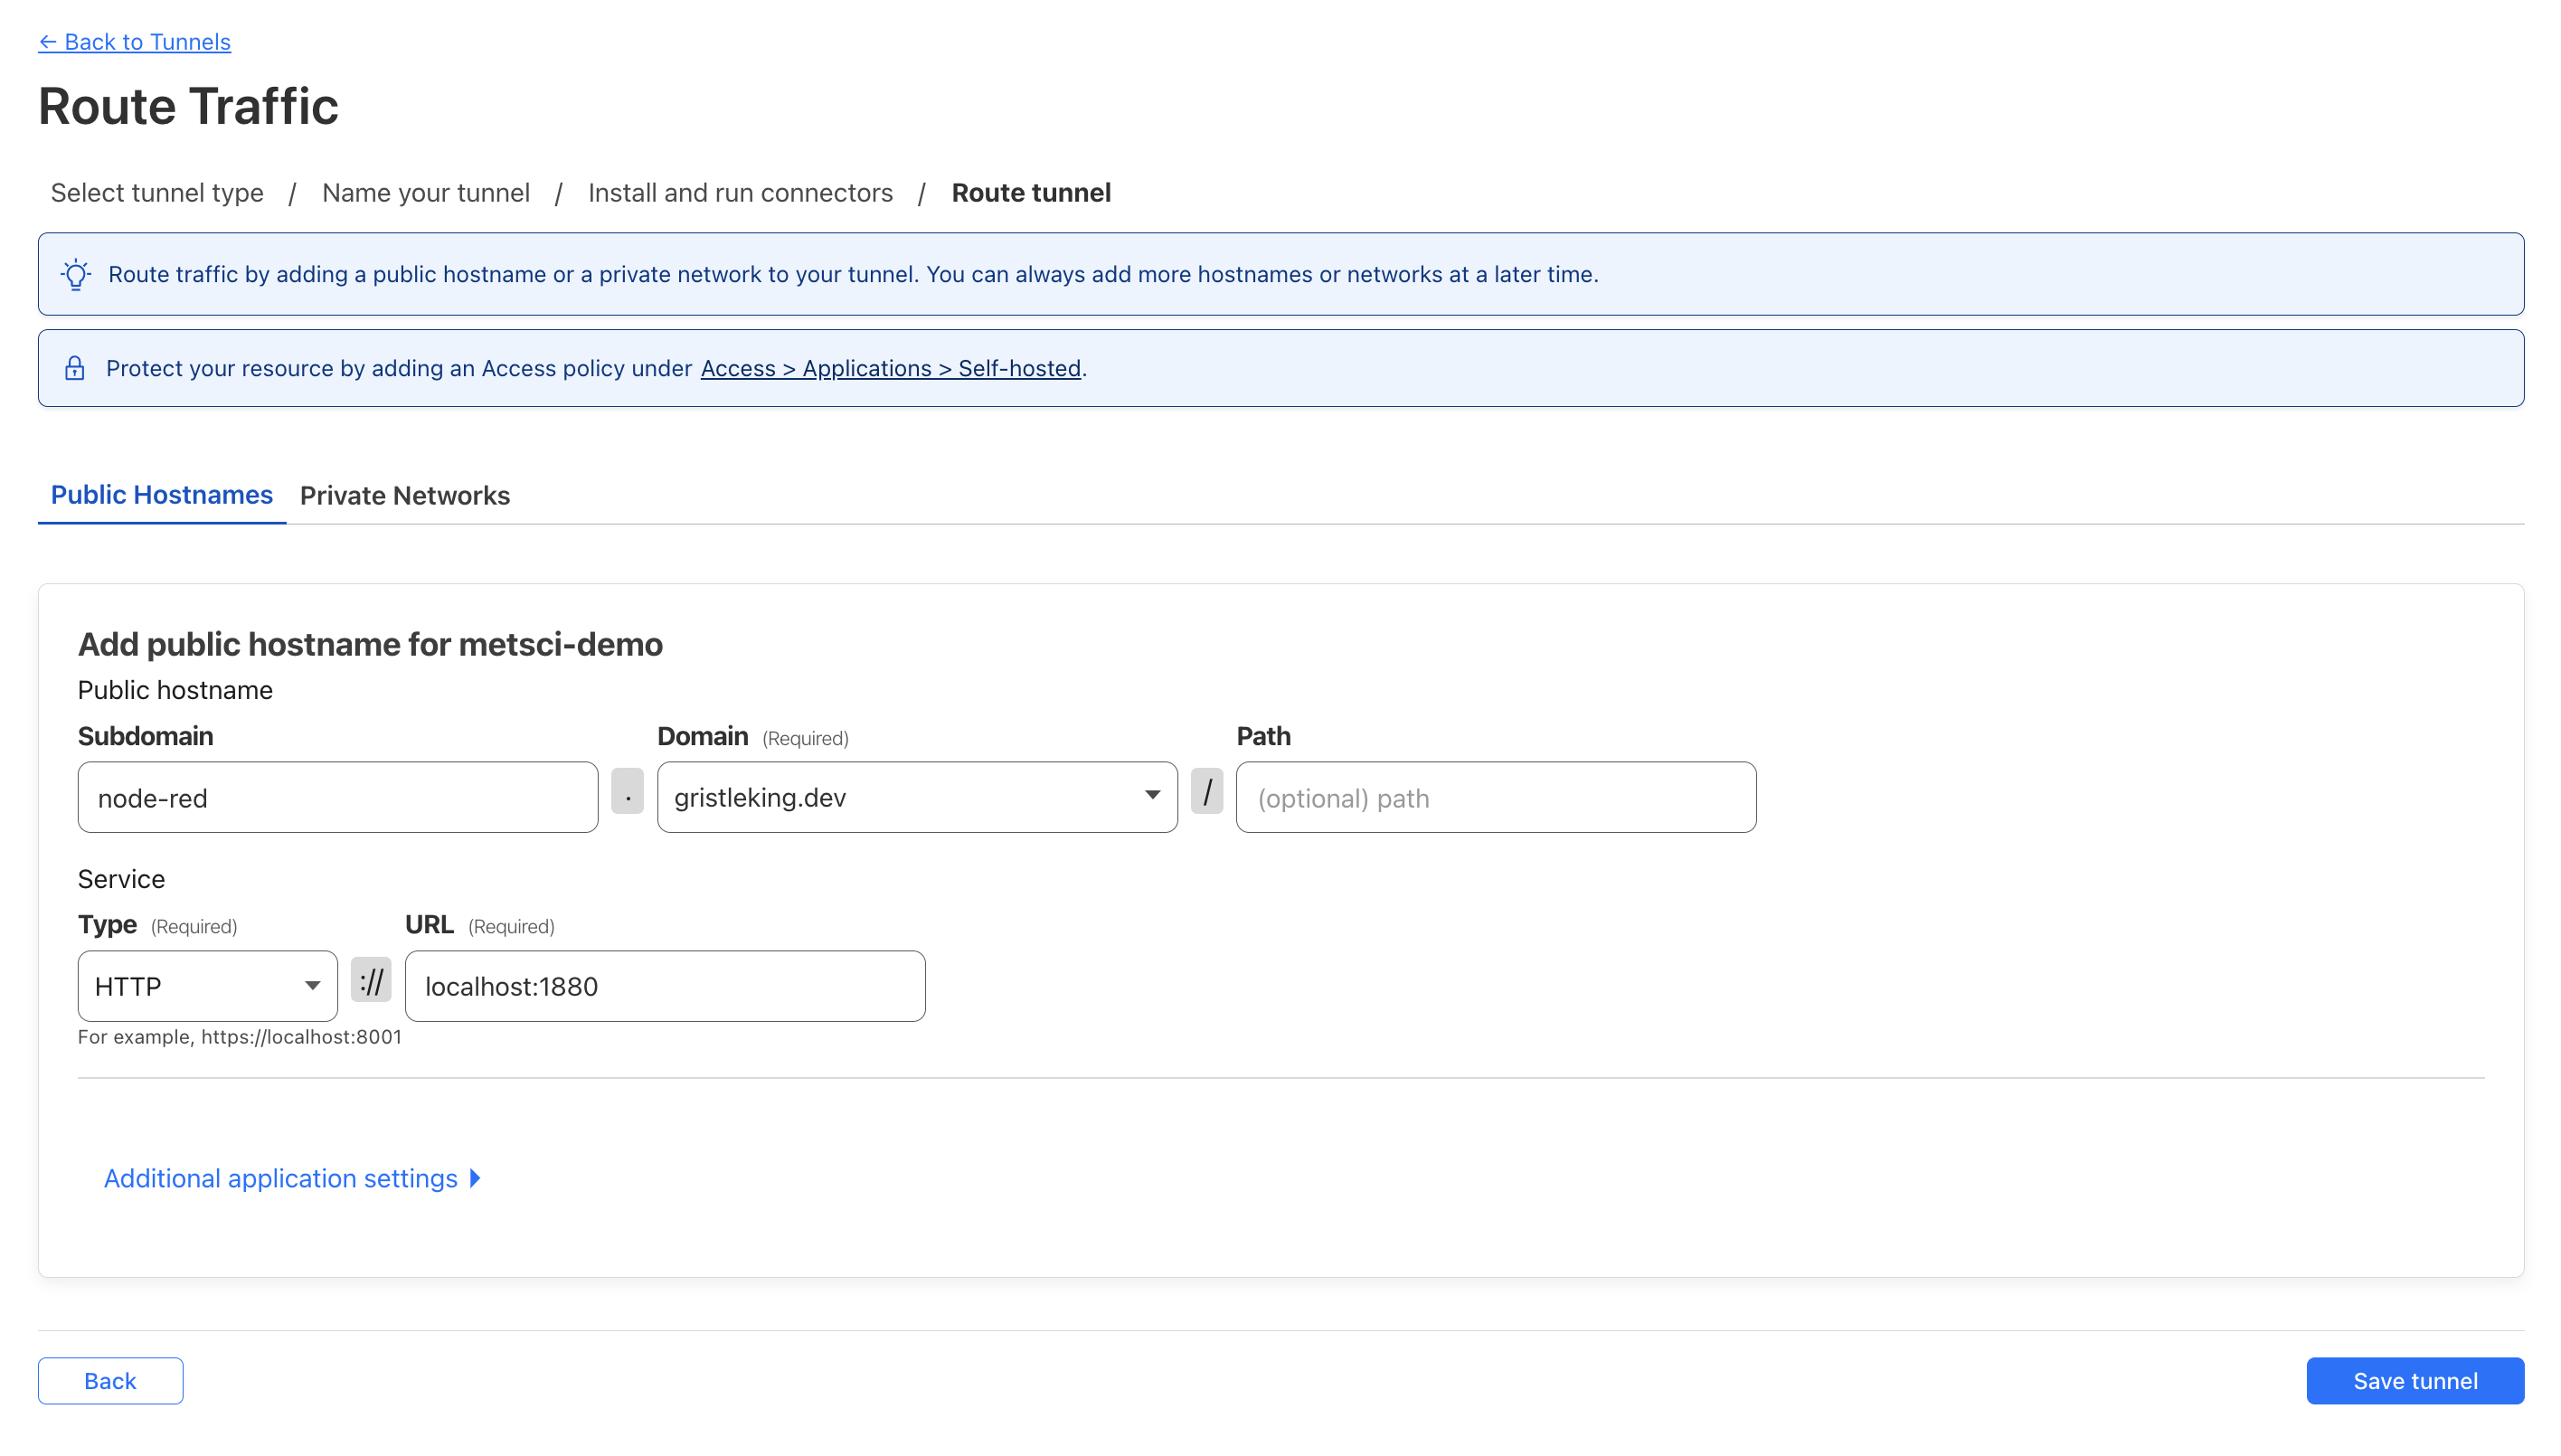 ← Back to Tunnels
Route Traffic
Select tunnel type / Name your tunnel / Install and run connectors / Route tunnel
Route traffic by adding a public hostname or a private network to your tunnel. You can always add more hostnames or networks at a later time.
Protect your resource by adding an Access policy under Access > Applications > Self-hosted.
Public Hostnames Private Networks
Add public hostname for metsci-demo
Public hostname
Subdomain Domain (Required) Path
node-red . gristleking.dev / (optional) path
Service
Type (Required) URL (Required)
HTTP :// localhost:1880
For example, https://localhost:8001
Additional application settings
Back Save tunnel